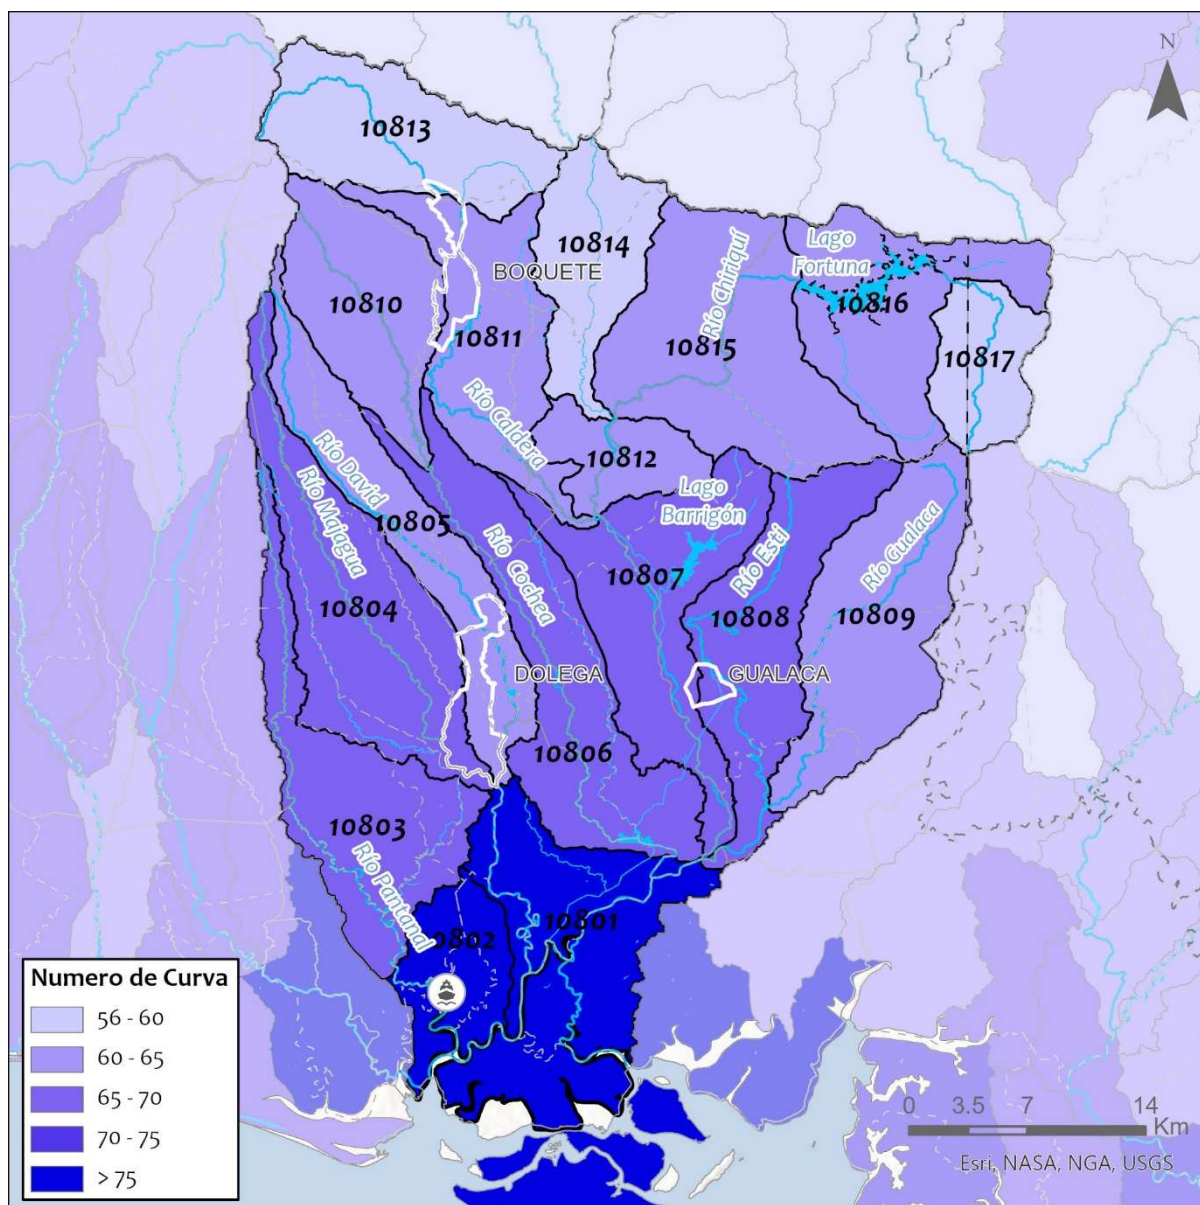 N
10813
10814
BOQUETE
Lago
Fortuna
Río Chiriquí
10816
10810
10811
10815
10817
Río Caldera
10812
Río David
Río Majagua
10805
Lago
Barrigón
Río Cochea
Río Esti
Río Gualaca
10807
10804
10808
10809
DOLEGA
GUALACA
10806
10803
Río Pantanal
10802
10801
Numero de Curva
56 - 60
60 - 65
65 - 70
70 - 75
> 75
0 3.5 7 14
Km
Esri, NASA, NGA, USGS